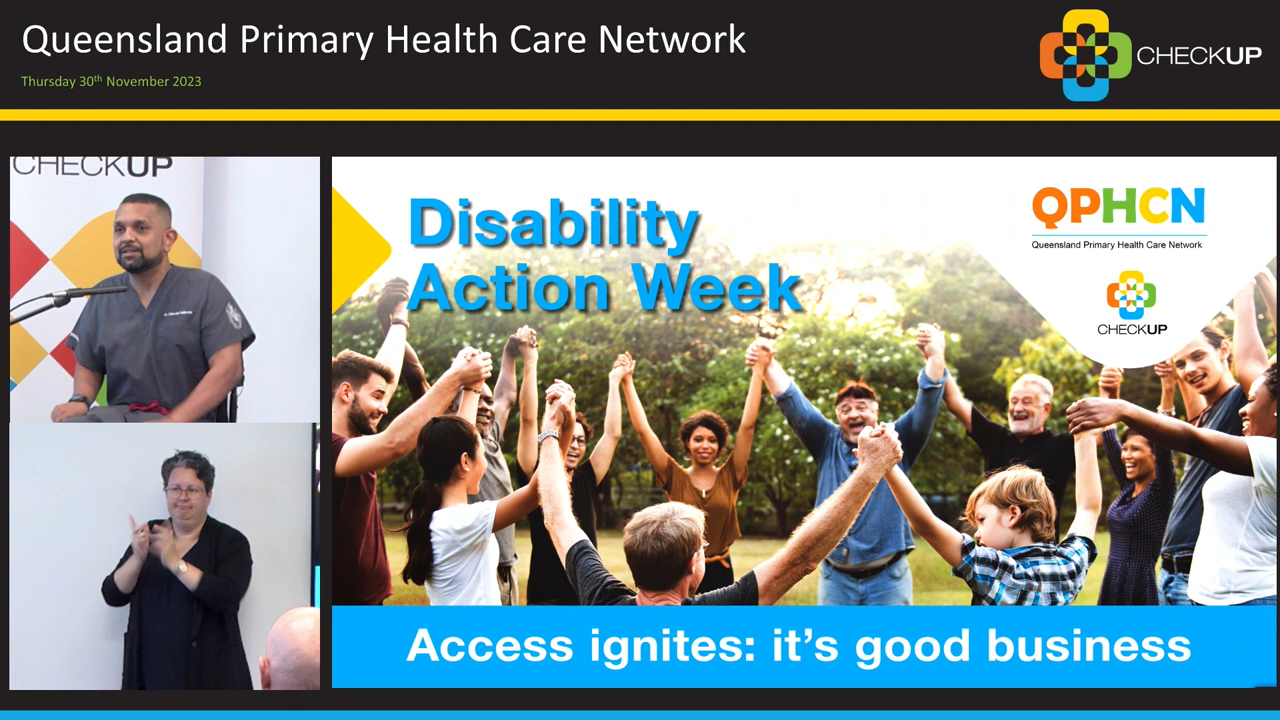 Queensland Primary Health Care Network
Thursday 30th November 2023
CHECKUP
CHECKUP
Disability
Action Week
QPHCN
Queensland Primary Health Care Network
CHECKUP
Access ignites: it's good business